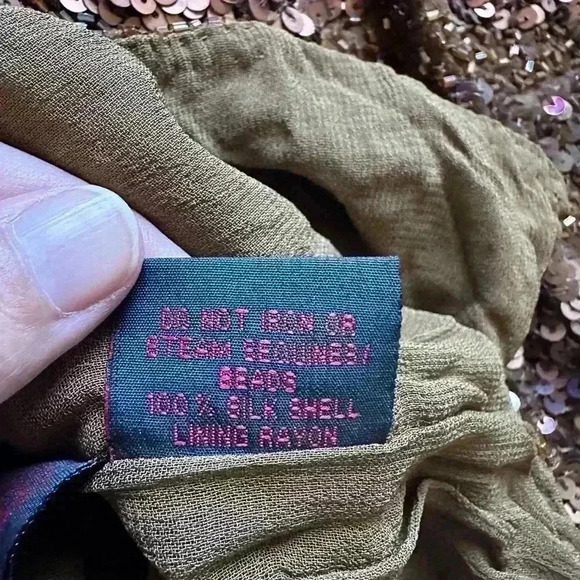 DO NOT IRON OR
STEAM SEQUINES/
BEADS
100 % SILK SHELL
LINING RAYON